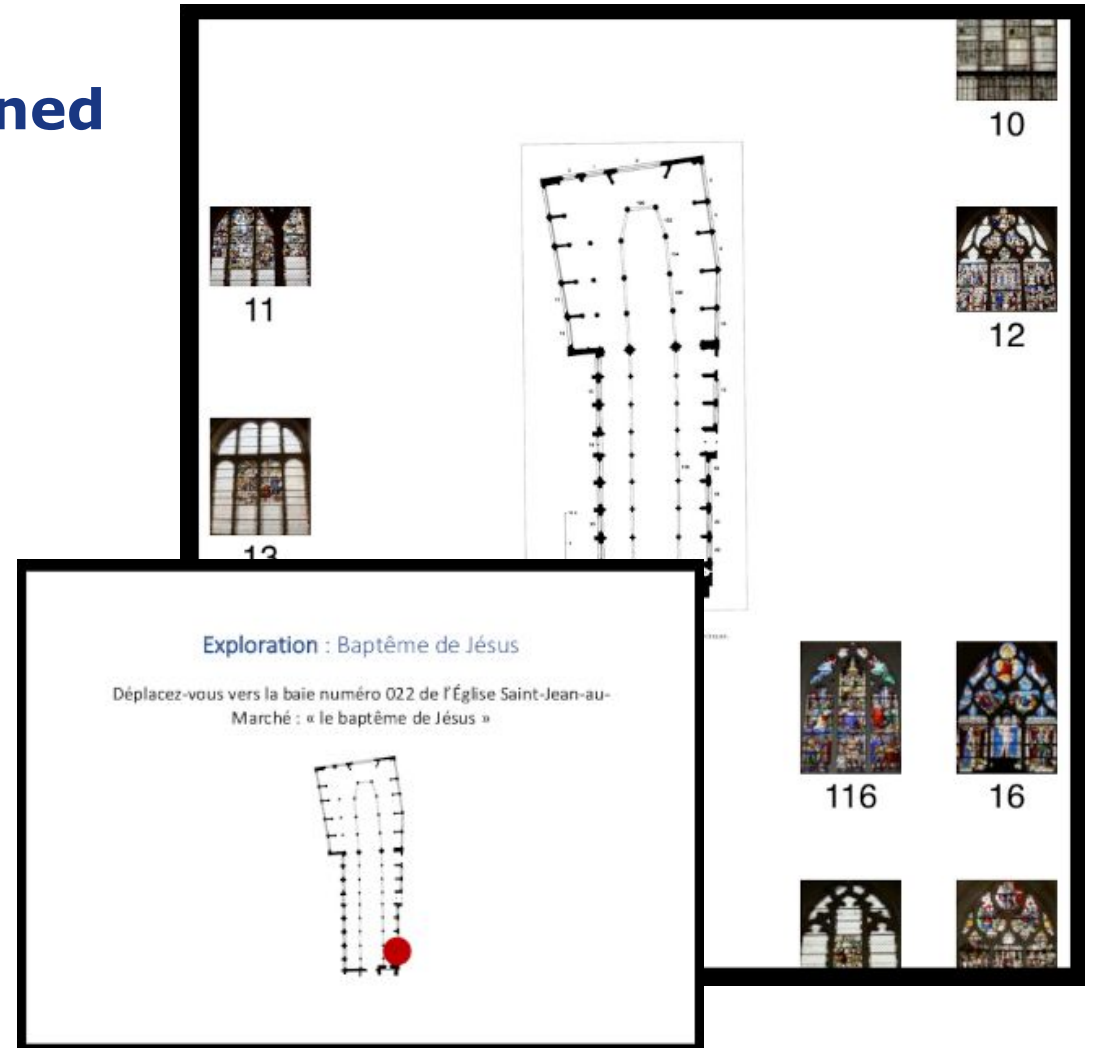 ned
10
11
12
13
116
16
Exploration : Baptême de Jésus
Déplacez-vous vers la baie numéro 022 de l'Église Saint-Jean-au-
Marché : « le baptême de Jésus »